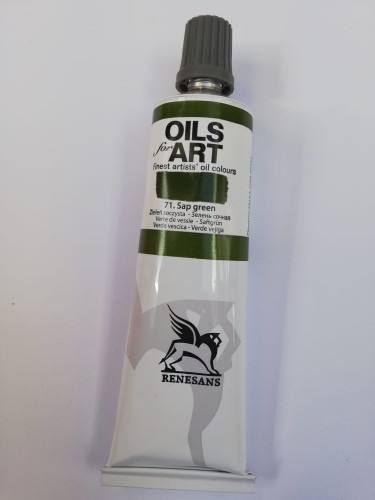 OILS
for ART
Finest artists' oil colours
71. Sap green
Zieleń soczysta - Зелень сочная
Verte de vessie - Saftgrün
Verde vescica - Verde vejiga
RENESANS